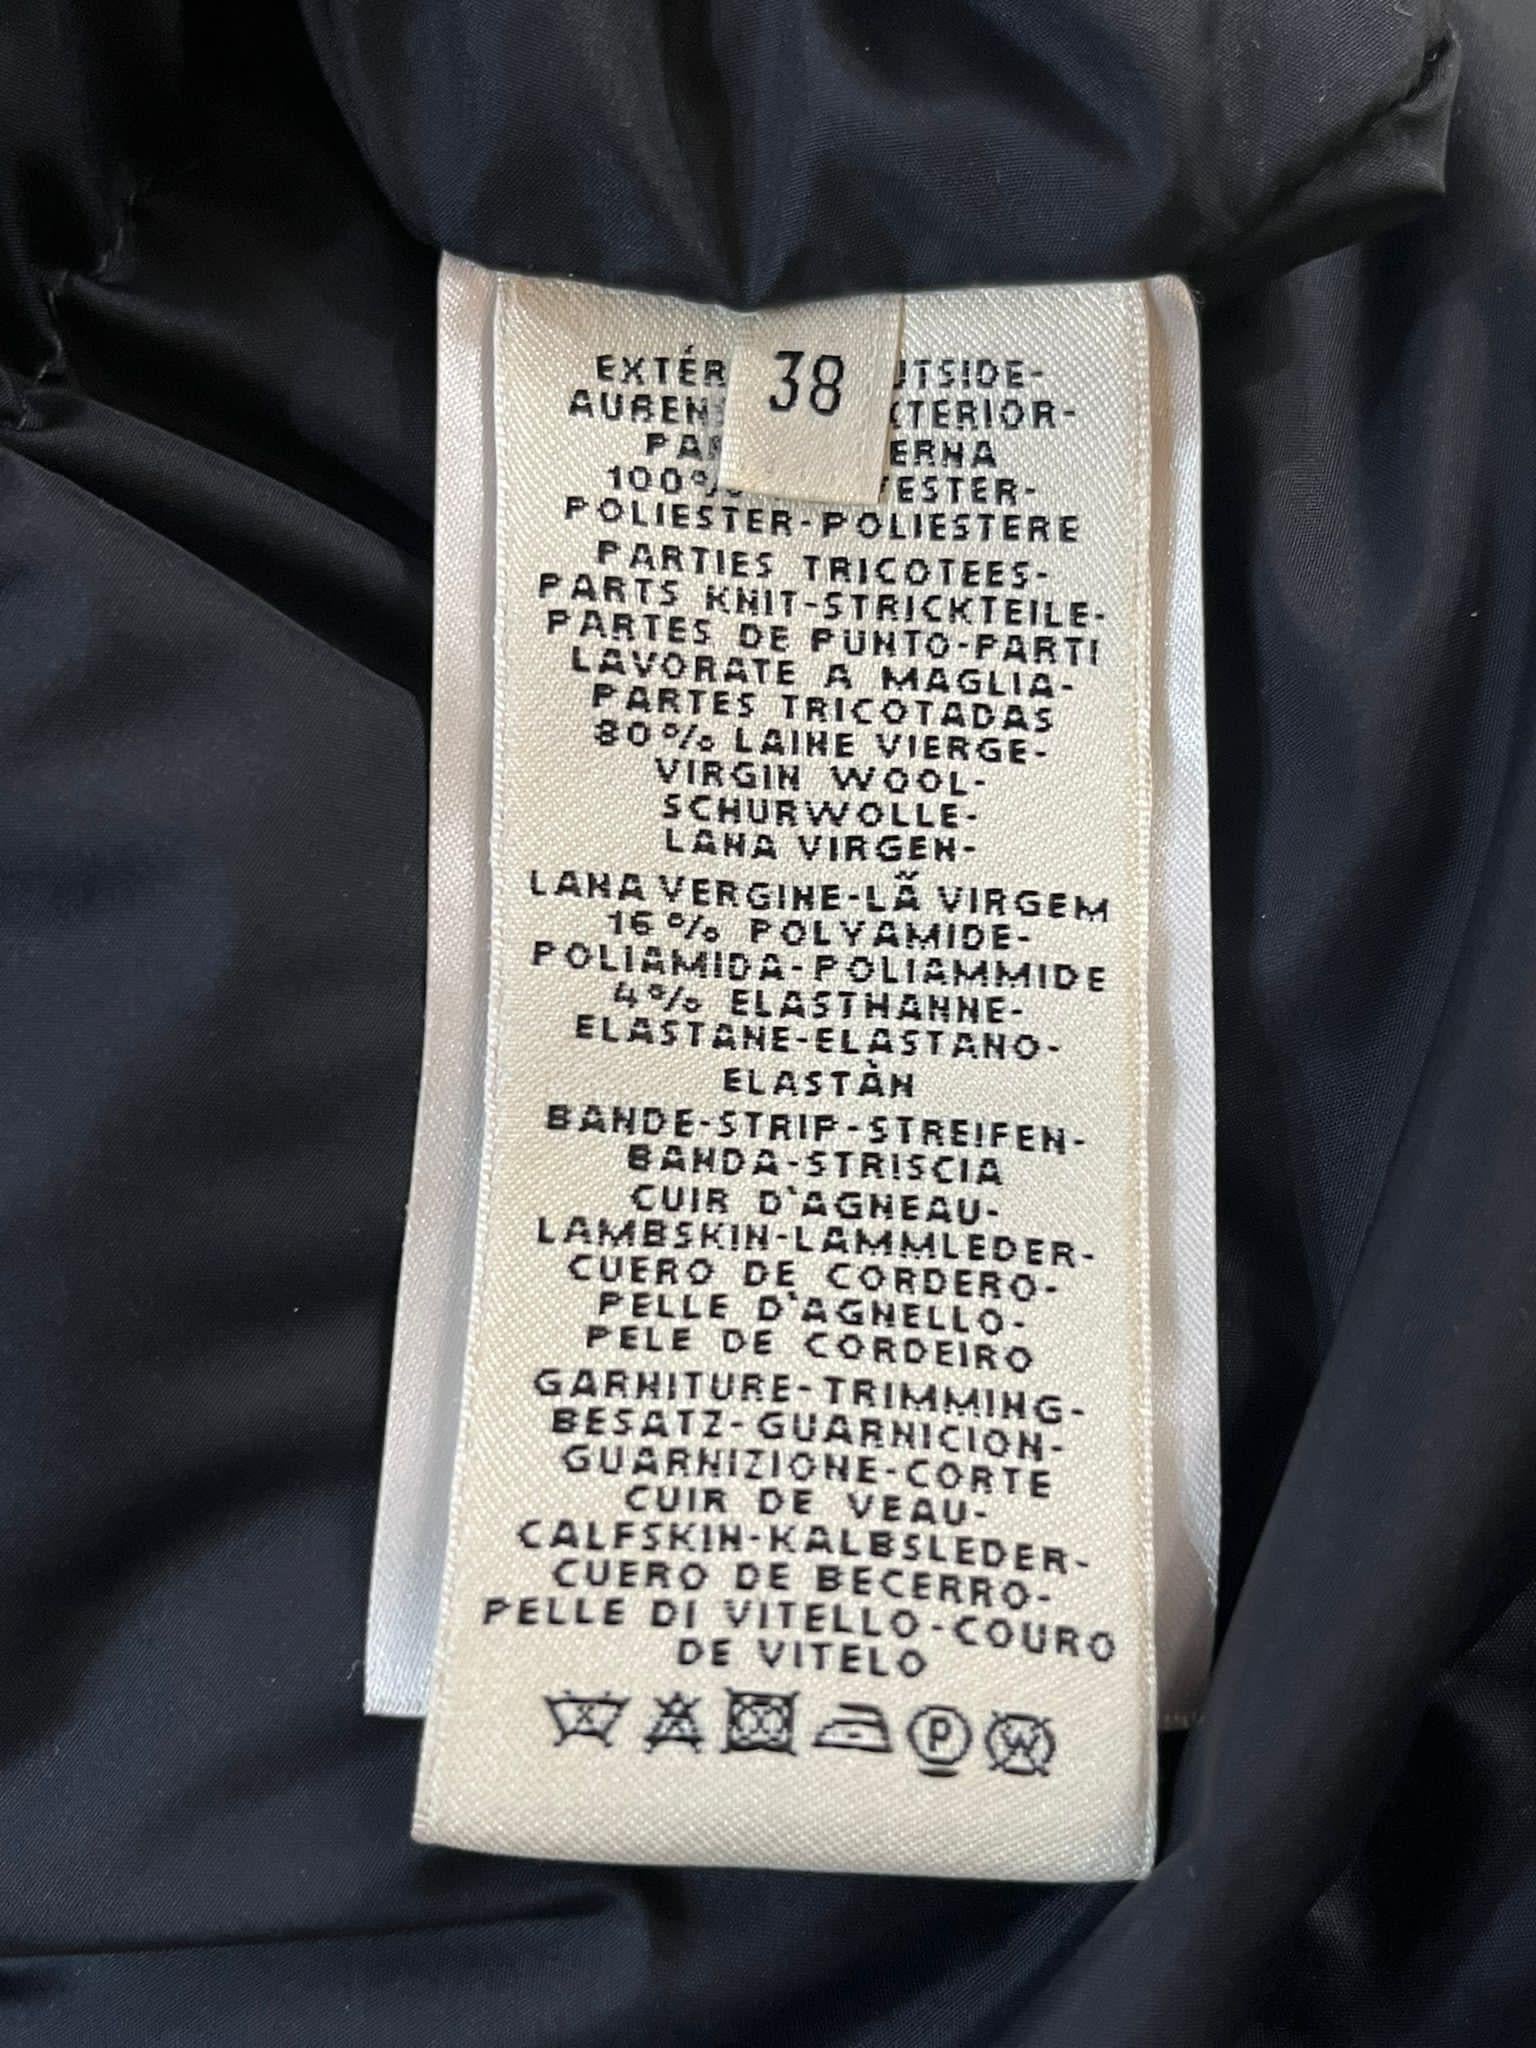 38
EXTÉR UTSIDE-
AUßEN XTERIOR-
PAR ERNA
100% ESTER-
POLIESTER-POLIESTERE
PARTIES TRICOTEES-
PARTS KNIT-STRICKTEILE-
PARTES DE PUNTO-PARTI
LAVORATE A MAGLIA-
PARTES TRICOTADAS
80% LAINE VIERGE-
VIRGIN WOOL-
SCHURWOLLE-
LANA VIRGEN-
LANA VERGINE-LÃ VIRGEM
16% POLYAMIDE-
POLIAMIDA-POLIAMMIDE
4% ELASTHANNE-
ELASTANE-ELASTANO-
ELASTÀN
BANDE-STRIP-STREIFEN-
BANDA-STRISCIA
CUIR D'AGNEAU-
LAMBSKIN-LAMMLEDER-
CUERO DE CORDERO-
PELLE D'AGNELLO-
PELE DE CORDEIRO
GARNITURE-TRIMMING-
BESATZ-GUARNICION-
GUARNIZIONE-CORTE
CUIR DE VEAU-
CALFSKIN-KALBSLEDER-
CUERO DE BECERRO-
PELLE DI VITELLO-COURO
DE VITELO
P W